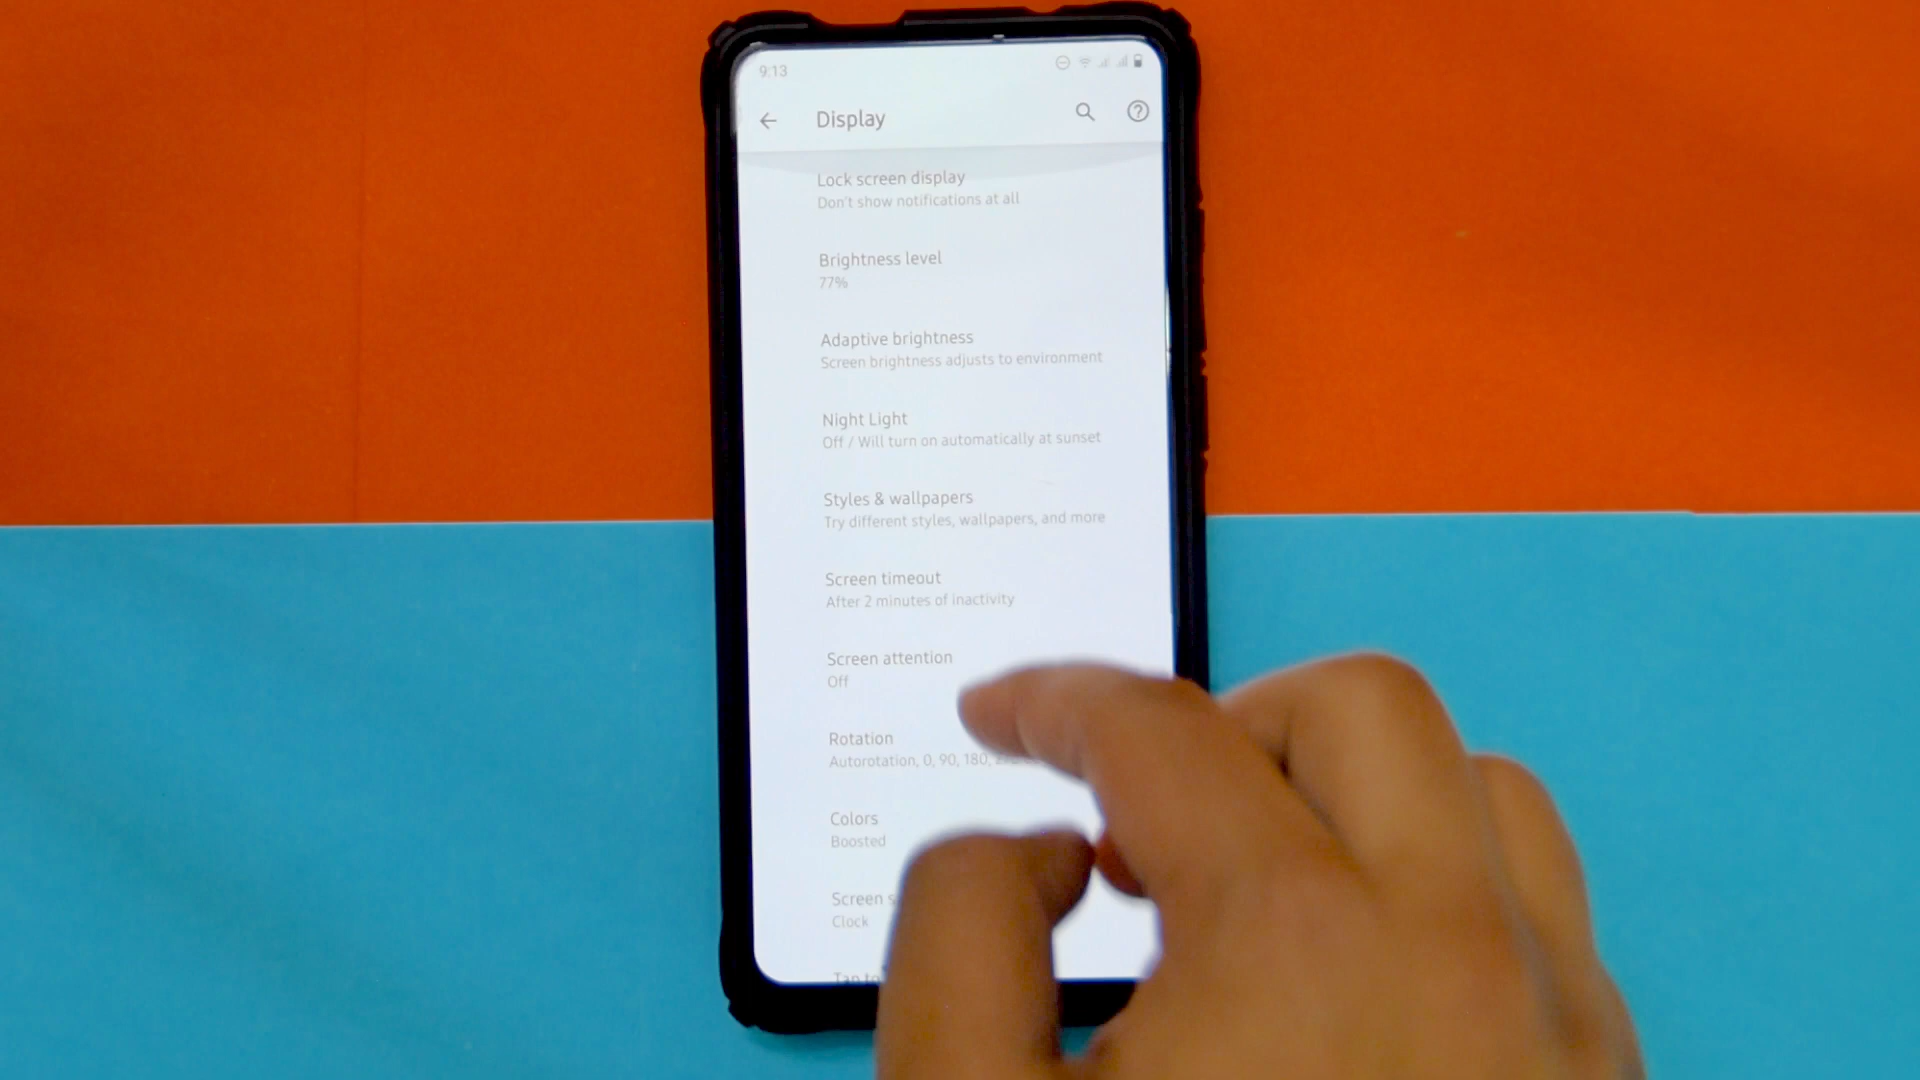 9:13
Display
Lock screen display
Don't show notifications at all
Brightness level
77%
Adaptive brightness
Screen brightness adjusts to environment
Night Light
Off / Will turn on automatically at sunset
Styles & wallpapers
Try different styles, wallpapers, and more
Screen timeout
After 2 minutes of inactivity
Screen attention
Off
Rotation
Autorotation, 0, 90, 180,
Colors
Boosted
Screen
Clock
Tap to